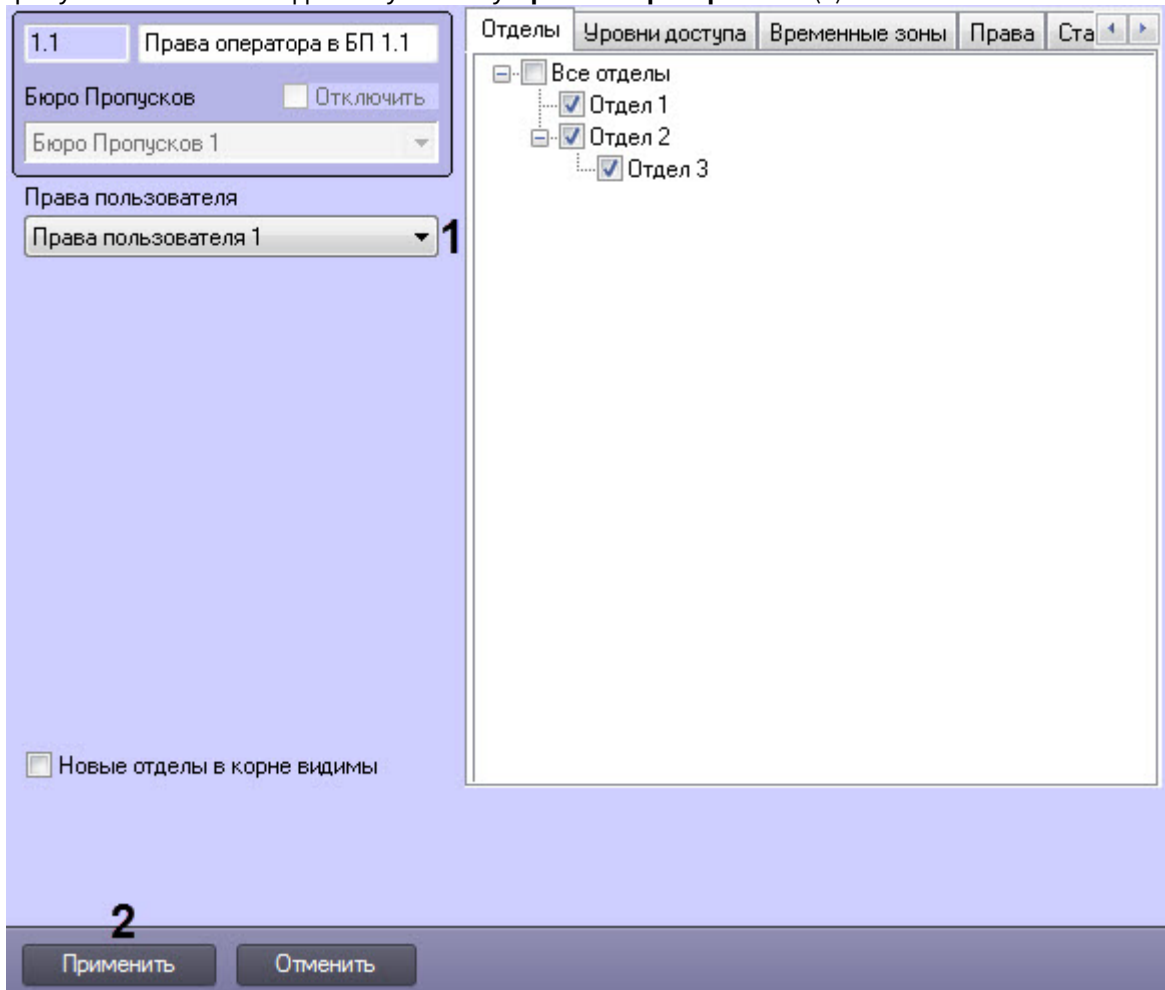 1.1 Права оператора в БП 1.1
Бюро Пропусков Отключить
Бюро Пропусков 1
Права пользователя
Права пользователя 1 1
Новые отделы в корне видимы
Отделы Уровни доступа Временные зоны Права Ста
Все отделы
Отдел 1
Отдел 2
Отдел 3
2
Применить Отменить